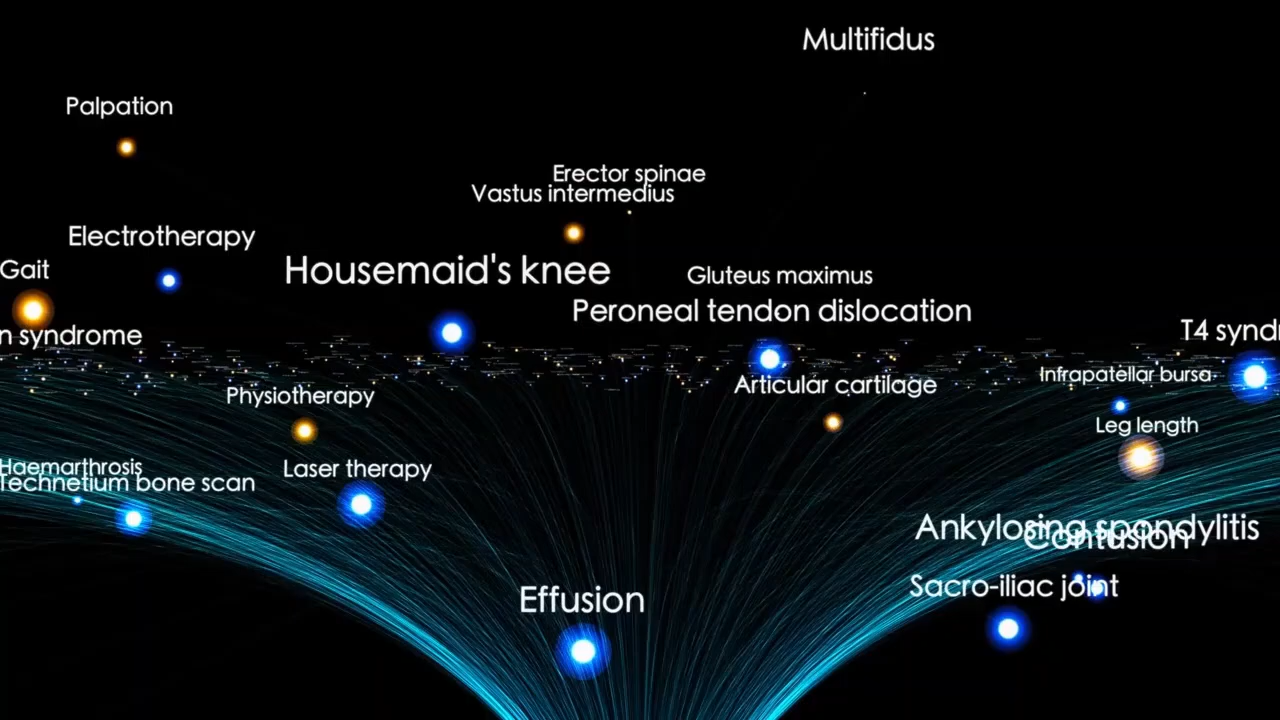 Multifidus
Palpation
Erector spinae
Vastus intermedius
Electrotherapy
Gait
Housemaid's knee
Gluteus maximus
Peroneal tendon dislocation
n syndrome
T4 synd
Infrapatellar bursa
Articular cartilage
Physiotherapy
Leg length
Haemarthrosis
Laser therapy
Technetium bone scan
Ankylosing spondylitis
Contusion
Sacro-iliac joint
Effusion